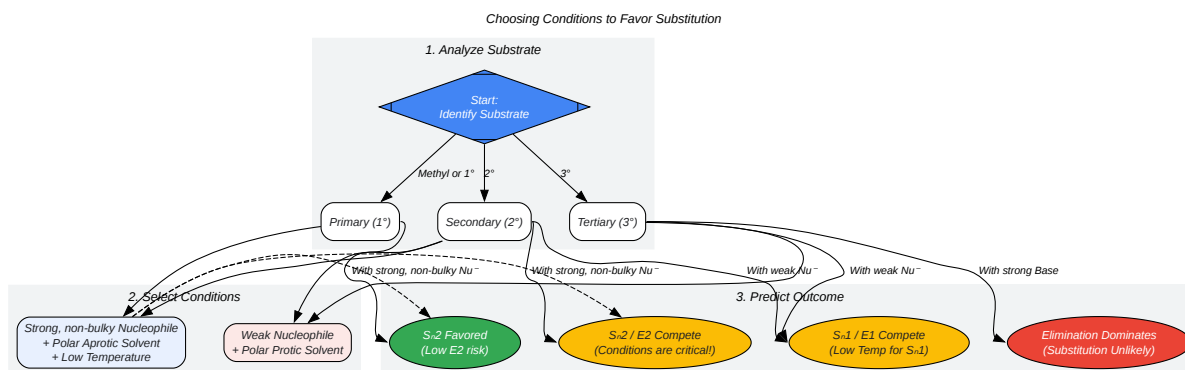 Choosing Conditions to Favor Substitution
1. Analyze Substrate
Start:
Identify Substrate
Methyl or 1°
2°
3°
Primary (1°)
Secondary (2°)
Tertiary (3°)
With strong, non-bulky Nu⁻
With strong, non-bulky Nu⁻
With weak Nu⁻
With weak Nu⁻
With strong Base
2. Select Conditions
3. Predict Outcome
Strong, non-bulky Nucleophile
+ Polar Aprotic Solvent
+ Low Temperature
Weak Nucleophile
+ Polar Protic Solvent
Sₙ2 Favored
(Low E2 risk)
Sₙ2 / E2 Compete
(Conditions are critical!)
Sₙ1 / E1 Compete
(Low Temp for Sₙ1)
Elimination Dominates
(Substitution Unlikely)